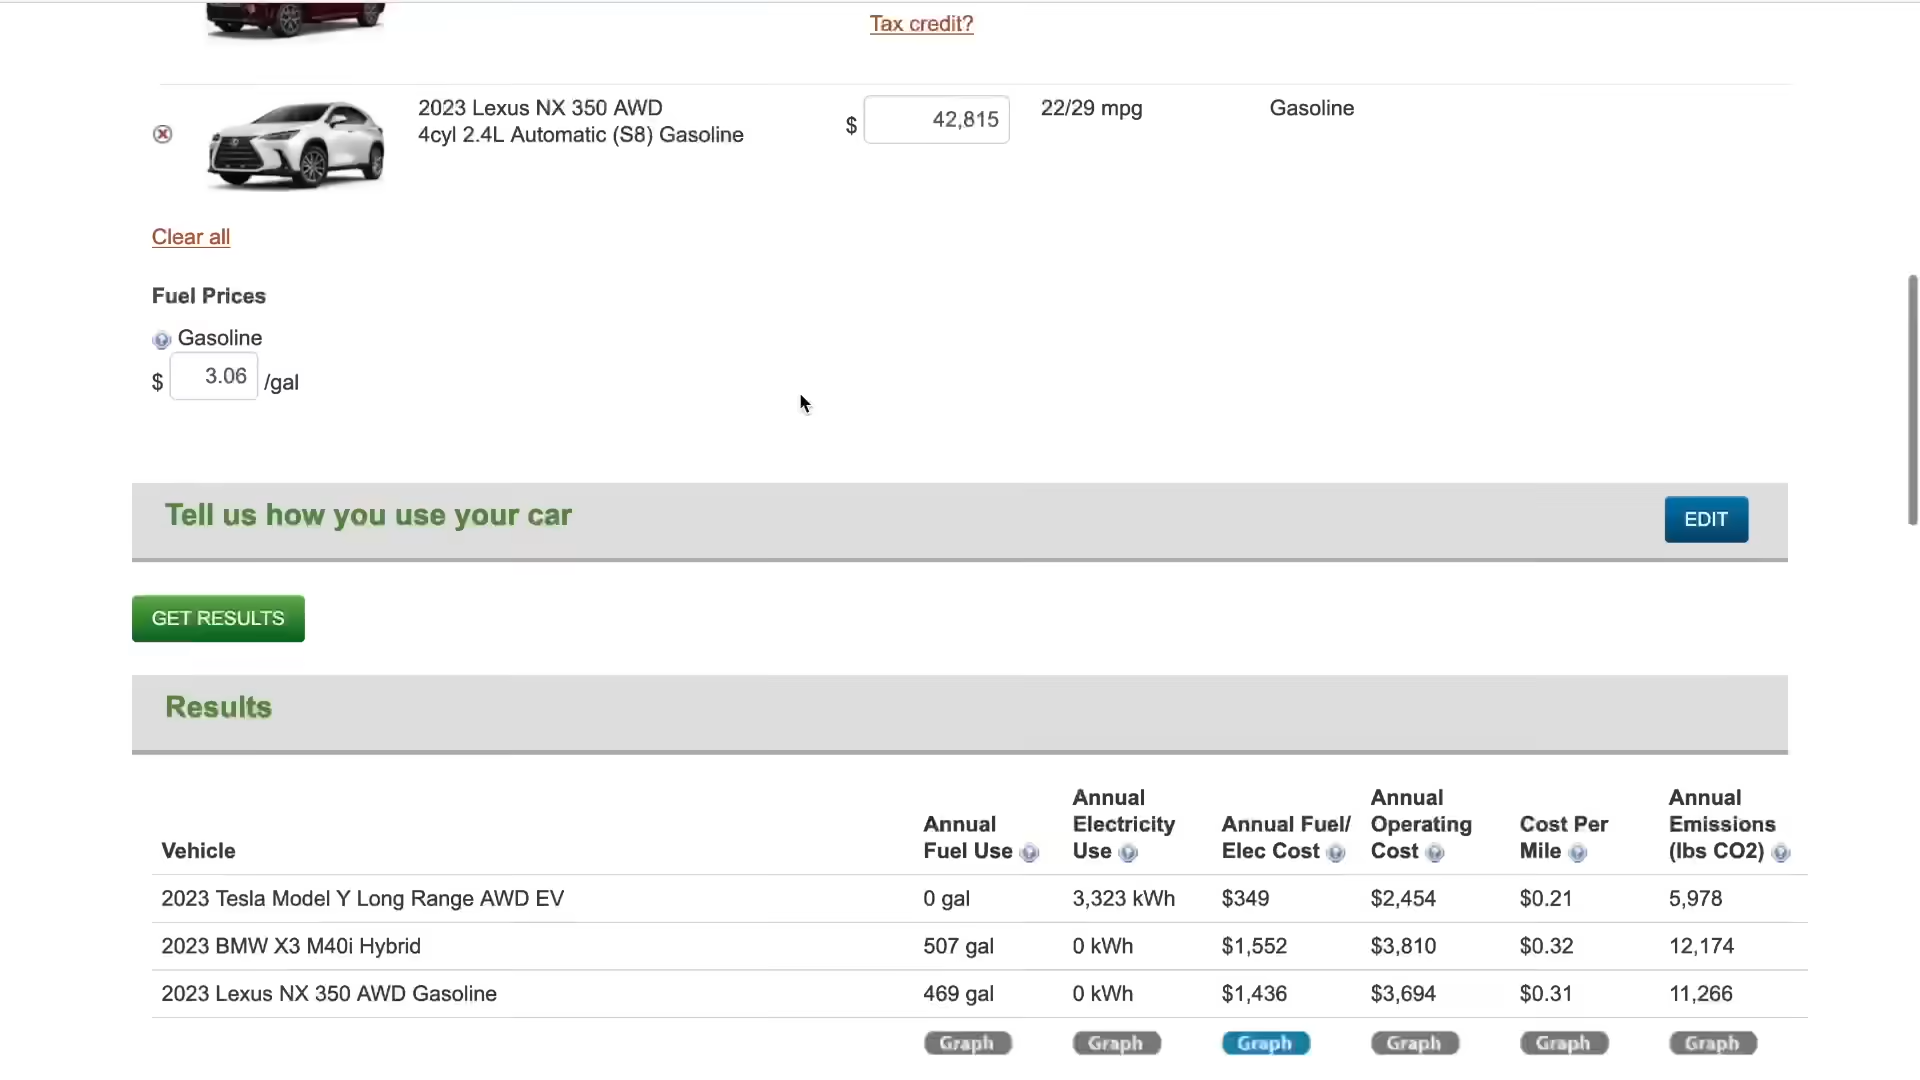 Tax credit?
2023 Lexus NX 350 AWD
4cyl 2.4L Automatic (S8) Gasoline
$ 42,815
22/29 mpg
Gasoline
Clear all
Fuel Prices
Gasoline
$ 3.06 /gal
Tell us how you use your car
EDIT
GET RESULTS
Results
Vehicle
Annual
Fuel Use
Annual
Electricity
Use
Annual Fuel/
Elec Cost
Annual
Operating
Cost
Cost Per
Mile
Annual
Emissions
(lbs CO2)
2023 Tesla Model Y Long Range AWD EV 0 gal 3,323 kWh $349 $2,454 $0.21 5,978
2023 BMW X3 M40i Hybrid 507 gal 0 kWh $1,552 $3,810 $0.32 12,174
2023 Lexus NX 350 AWD Gasoline 469 gal 0 kWh $1,436 $3,694 $0.31 11,266
Graph Graph Graph Graph Graph Graph